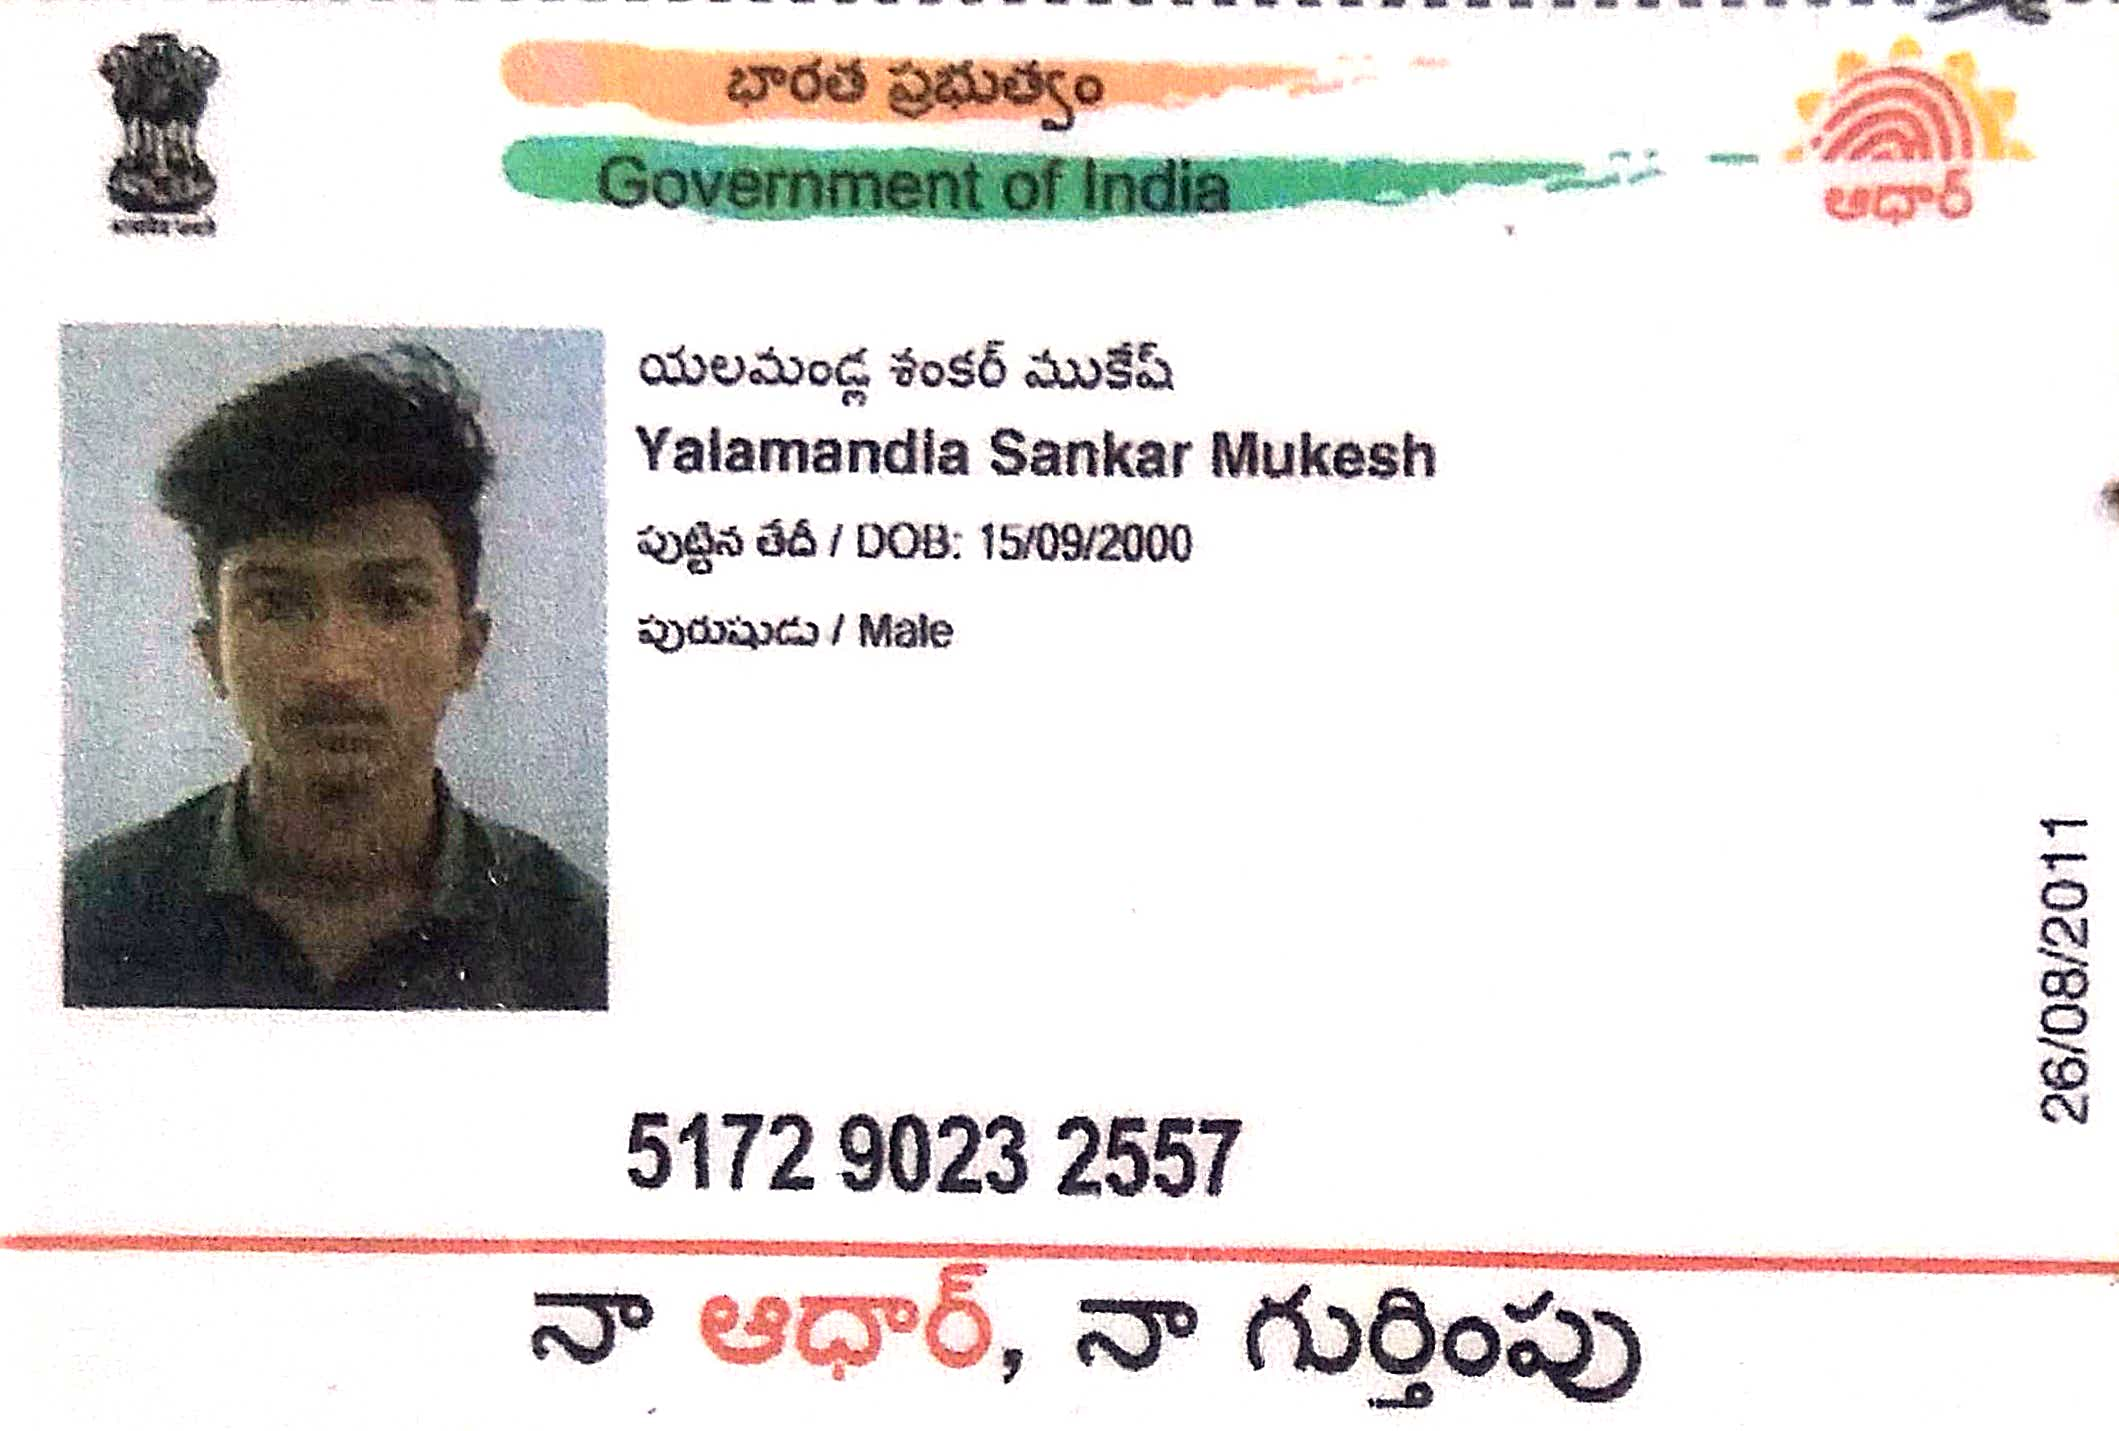 భారత ప్రభుత్వం
Government of India
ఆధార్
యలమండ్ల శంకర్ ముకేష్
Yalamandla Sankar Mukesh
పుట్టిన తేదీ / DOB: 15/09/2000
పురుషుడు / Male
26/08/2011
5172 9023 2557
నా ఆధార్, నా గుర్తింపు